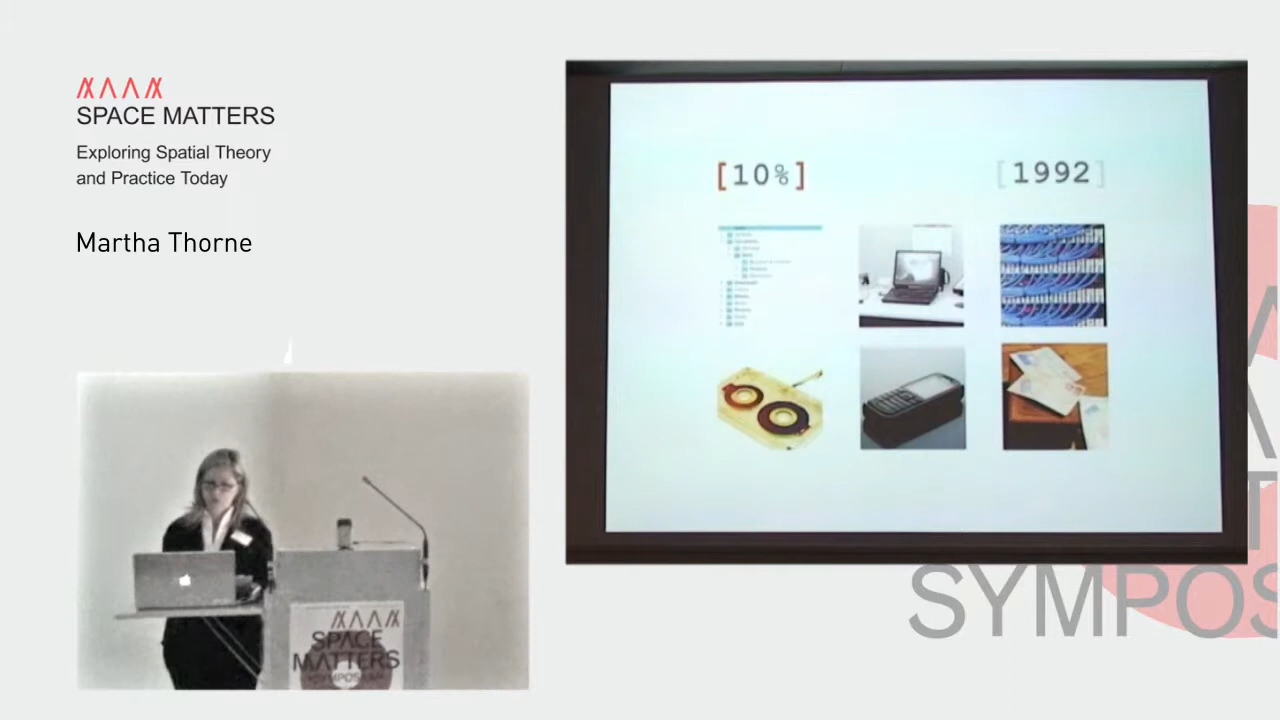 SPACE MATTERS
Exploring Spatial Theory
and Practice Today
Martha Thorne
[10%]
[1992]
SPACE
MATTERS
SYMPOS